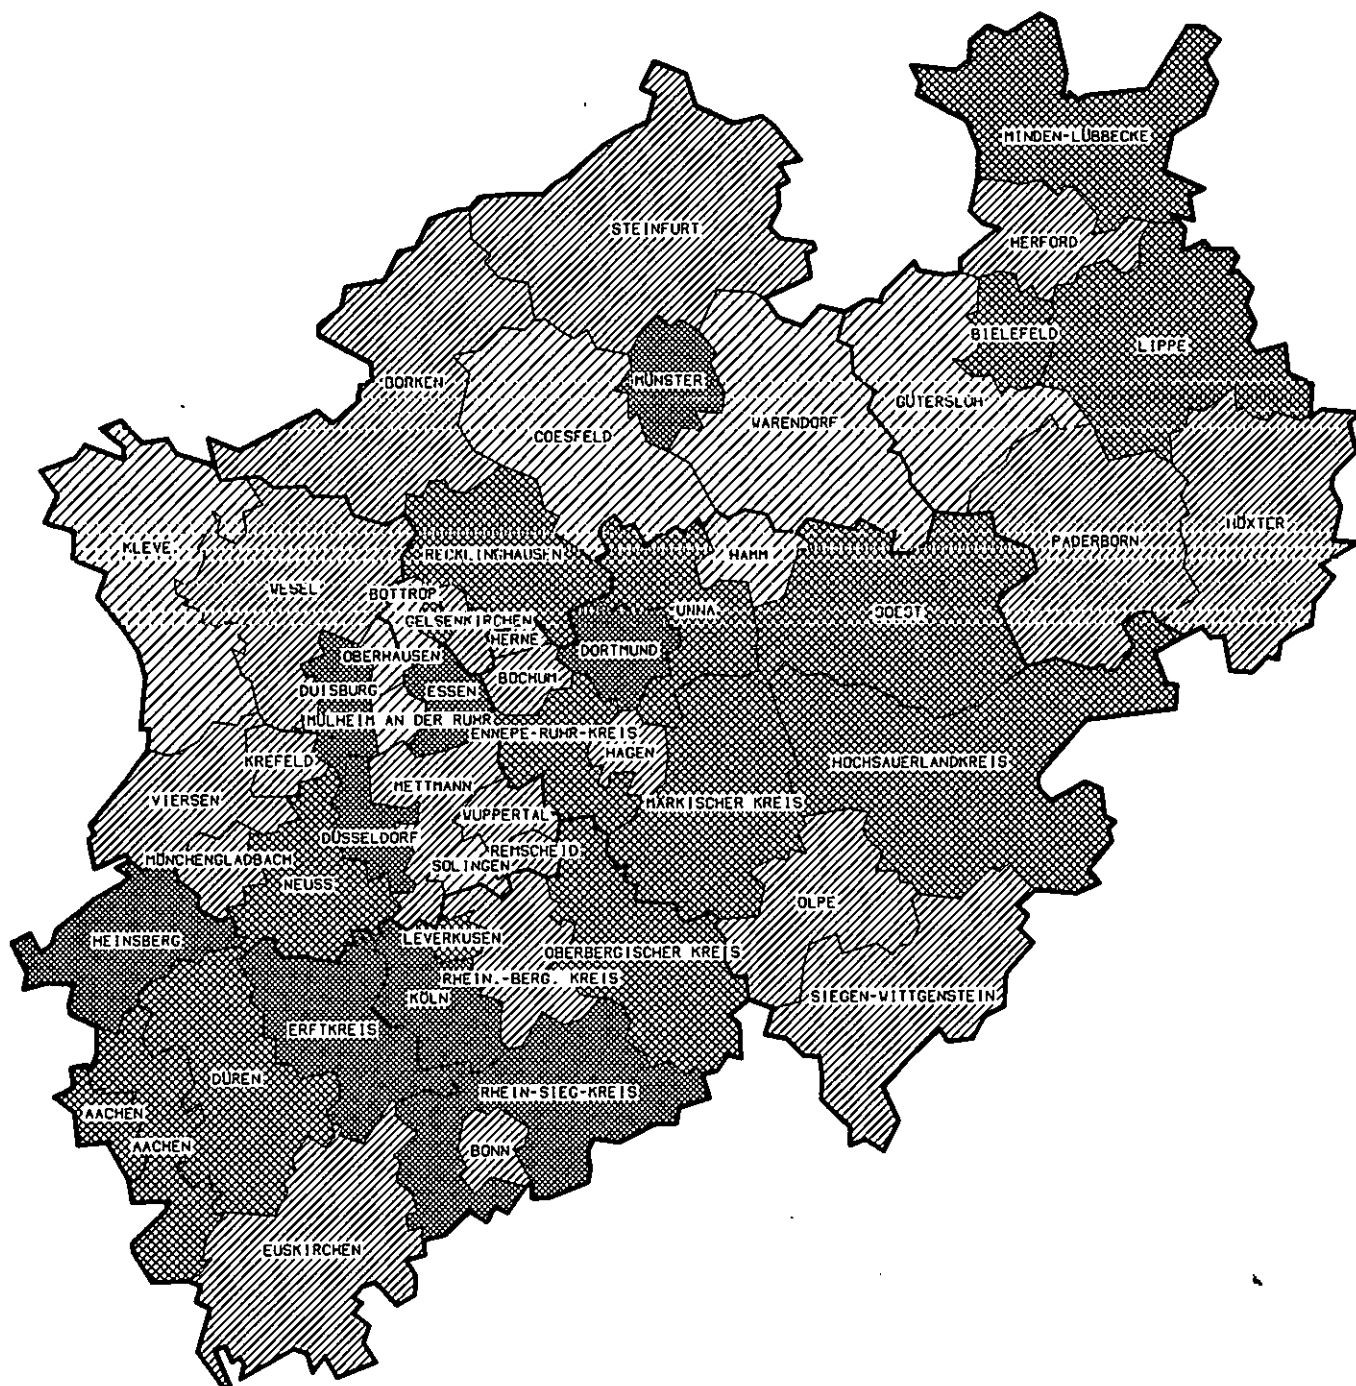 MINDEN-LÜBBECKE
STEINFURT
HERFORD
BIELEFELD
LIPPE
BORKEN
MÜNSTER
GÜTERSLOH
WARENDORF
COESFELD
HÖXTER
PADERBORN
KLEVE
RECKLINGHAUSEN
HAMM
WESEL
BOTTROP
UNNA
SOEST
GELSENKIRCHEN
HERNE
DORTMUND
OBERHAUSEN
BOCHUM
DUISBURG
ESSEN
MÜLHEIM AN DER RUHR
ENNEPE-RUHR-KREIS
HAGEN
KREFELD
HOCHSAUERLANDKREIS
METTMANN
VIERSEN
MÄRKISCHER KREIS
WUPPERTAL
DÜSSELDORF
REMSCHEID
MÜNCHENGLADBACH
SOLINGEN
NEUSS
OLPE
HEINSBERG
LEVERKUSEN
OBERBERGISCHER KREIS
RHEIN.-BERG. KREIS
KÖLN
SIEGEN-WITTGENSTEIN
ERFTKREIS
DÜREN
RHEIN-SIEG-KREIS
AACHEN
AACHEN
BONN
EUSKIRCHEN